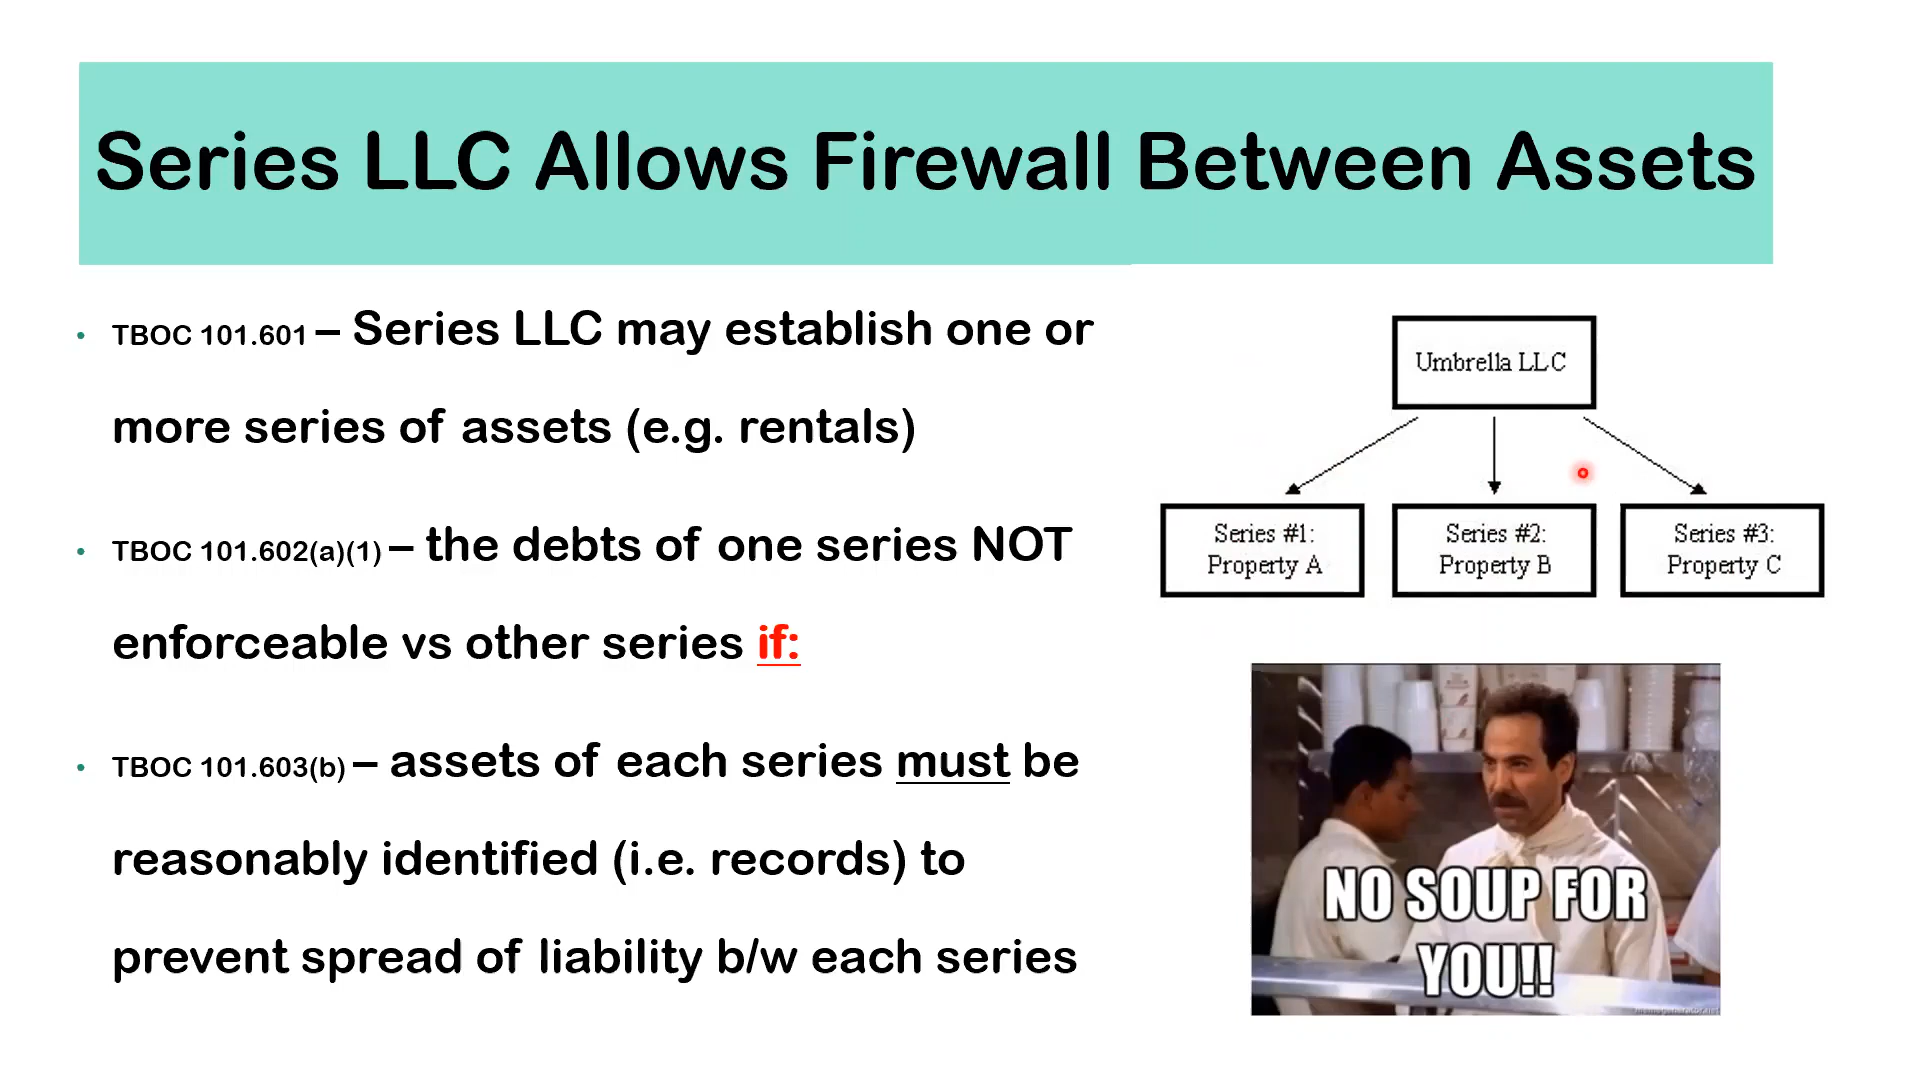 Series LLC Allows Firewall Between Assets
• TBOC 101.601 – Series LLC may establish one or
more series of assets (e.g. rentals)
• TBOC 101.602(a)(1) – the debts of one series NOT
enforceable vs other series if:
• TBOC 101.603(b) – assets of each series must be
reasonably identified (i.e. records) to
prevent spread of liability b/w each series
Umbrella LLC
Series #1:
Property A
Series #2:
Property B
Series #3:
Property C
NO SOUP FOR
YOU!!